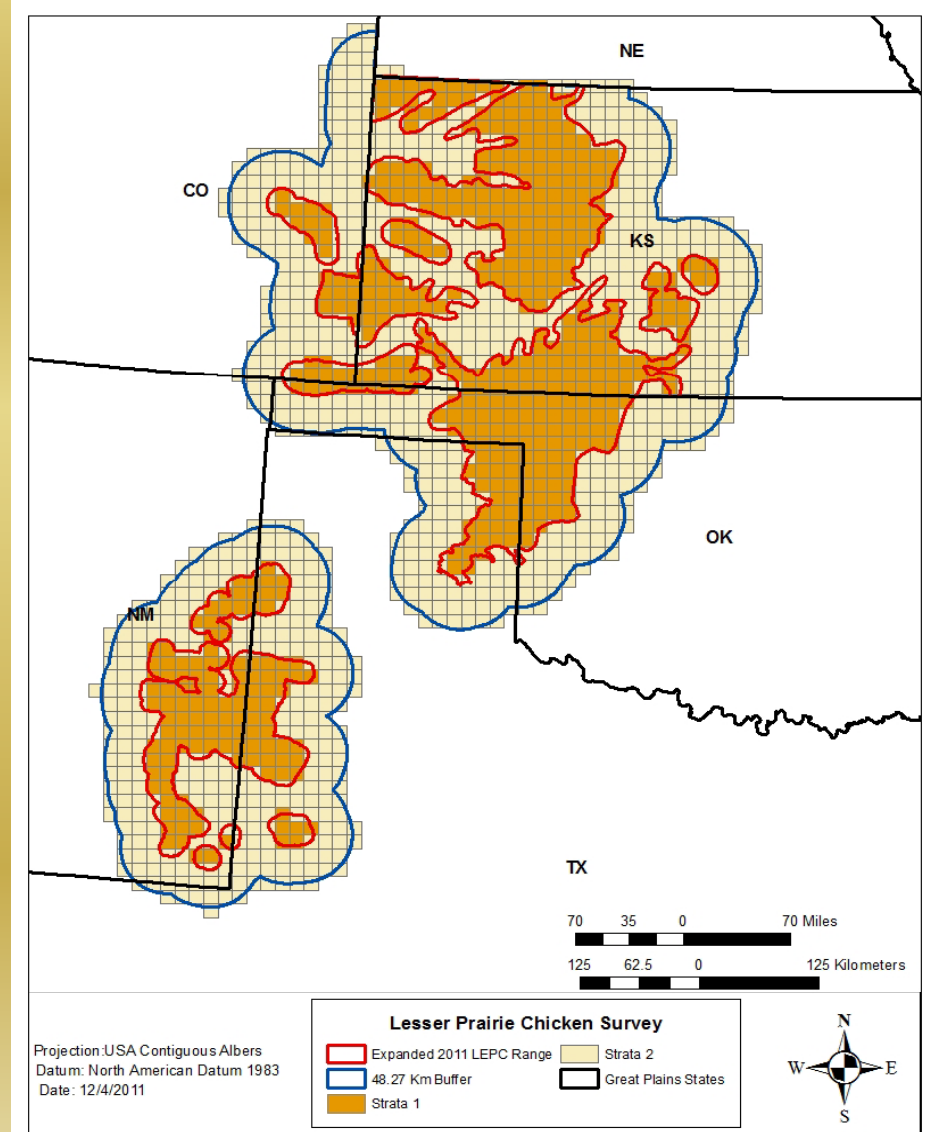 NE
CO
KS
OK
NM
TX
70 35 0 70 Miles
125 62.5 0 125 Kilometers
Projection:USA Contiguous Albers
Datum: North American Datum 1983
Date: 12/4/2011
Lesser Prairie Chicken Survey
Expanded 2011 LEPC Range
Strata 2
48.27 Km Buffer
Great Plains States
Strata 1
N
W E
S